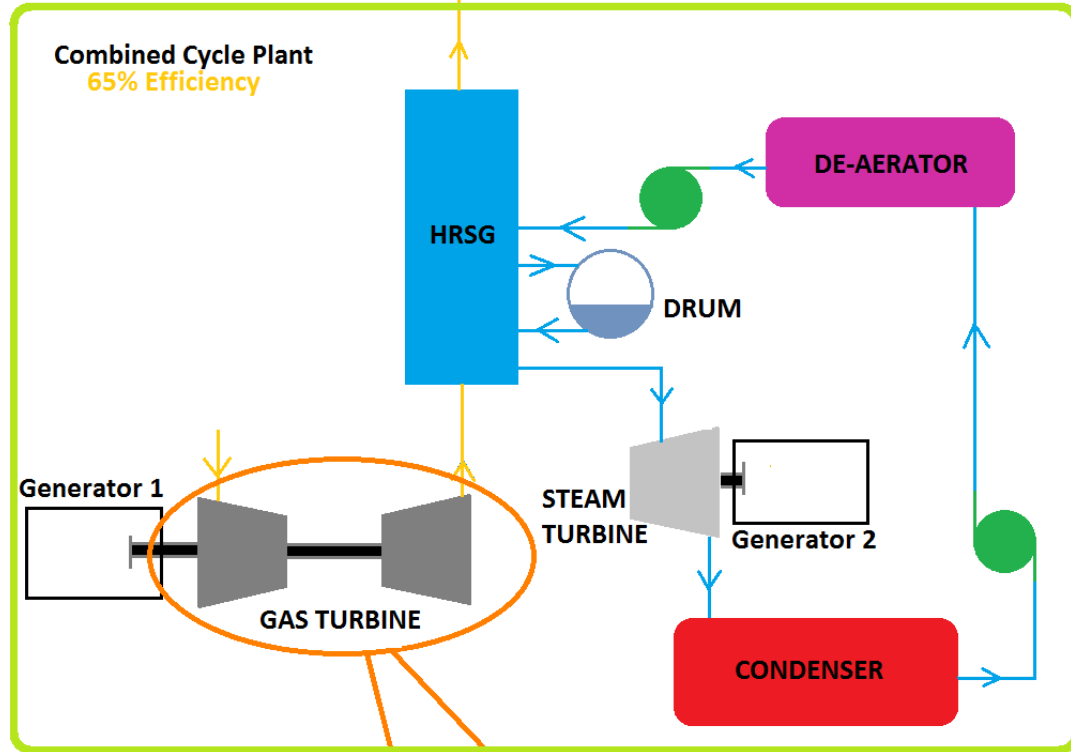 Combined Cycle Plant
65% Efficiency
DE-AERATOR
HRSG
DRUM
Generator 1
STEAM
TURBINE
Generator 2
GAS TURBINE
CONDENSER